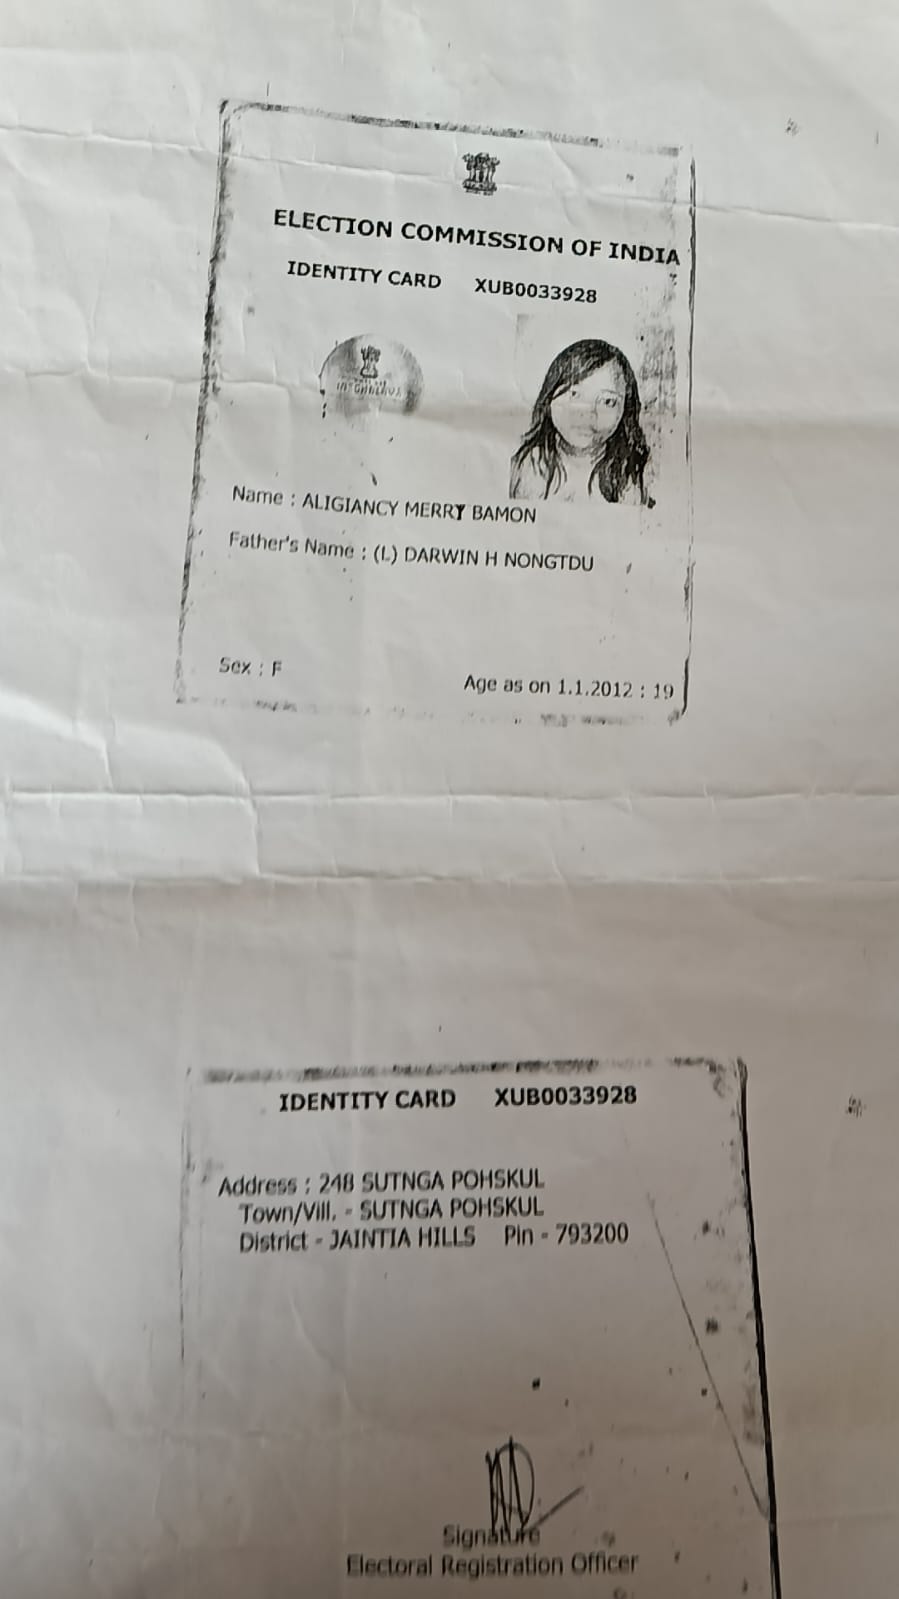 ELECTION COMMISSION OF INDIA
IDENTITY CARD XUB0033928
Name : ALIGIANCY MERRY BAMON
Father's Name : (L) DARWIN H NONGTDU
Sex : F
Age as on 1.1.2012 : 19
IDENTITY CARD XUB0033928
Address : 248 SUTNGA POHSKUL
Town/Vill. - SUTNGA POHSKUL
District - JAINTIA HILLS Pin - 793200
Signature
Electoral Registration Officer